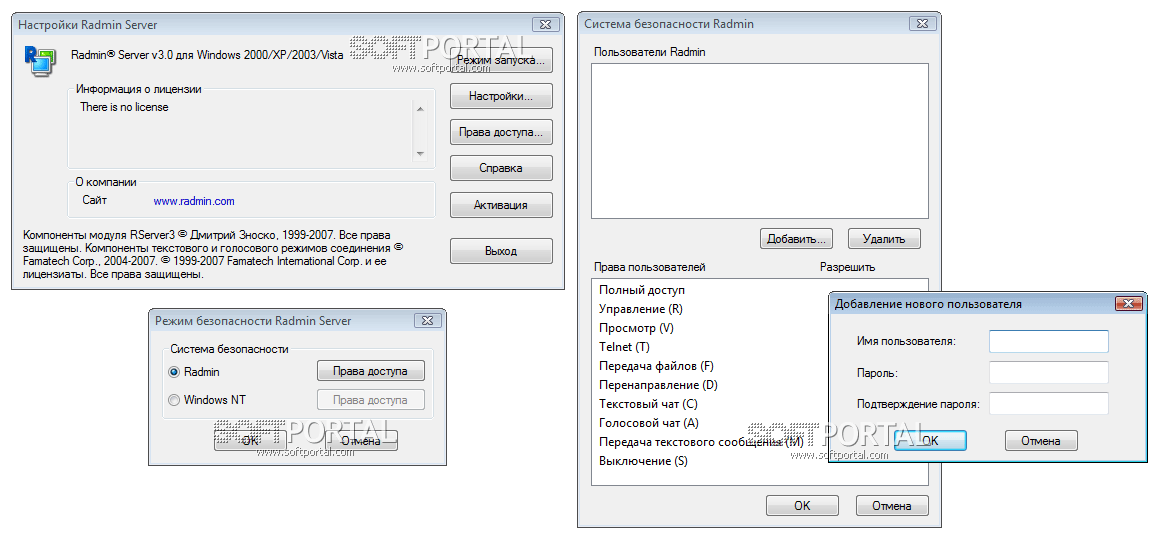 Настройки Radmin Server
Radmin® Server v3.0 для Windows 2000/XP/2003/Vista
Режим запуска...
Информация о лицензии
There is no license
Настройки...
Права доступа...
Справка
О компании
Сайт www.radmin.com
Активация
Компоненты модуля RServer3 © Дмитрий Зноско, 1999-2007. Все права
защищены. Компоненты текстового и голосового режимов соединения ©
Famatech Corp., 2004-2007. © 1999-2007 Famatech International Corp. и ее
лицензиаты. Все права защищены.
Выход
SOFTPORTAL
www.softportal.com
Режим безопасности Radmin Server
Система безопасности
Radmin Права доступа
Windows NT Права доступа
OK Отмена
SOFTPORTAL
www.softportal.com
Система безопасности Radmin
Пользователи Radmin
Добавить... Удалить
Права пользователей Разрешить
Полный доступ
Управление (R)
Просмотр (V)
Telnet (T)
Передача файлов (F)
Перенаправление (D)
Текстовый чат (C)
Голосовой чат (A)
Передача текстового сообщения (M)
Выключение (S)
OK Отмена
Добавление нового пользователя
Имя пользователя:
Пароль:
Подтверждение пароля:
OK Отмена
SOFTPORTAL
www.softportal.com